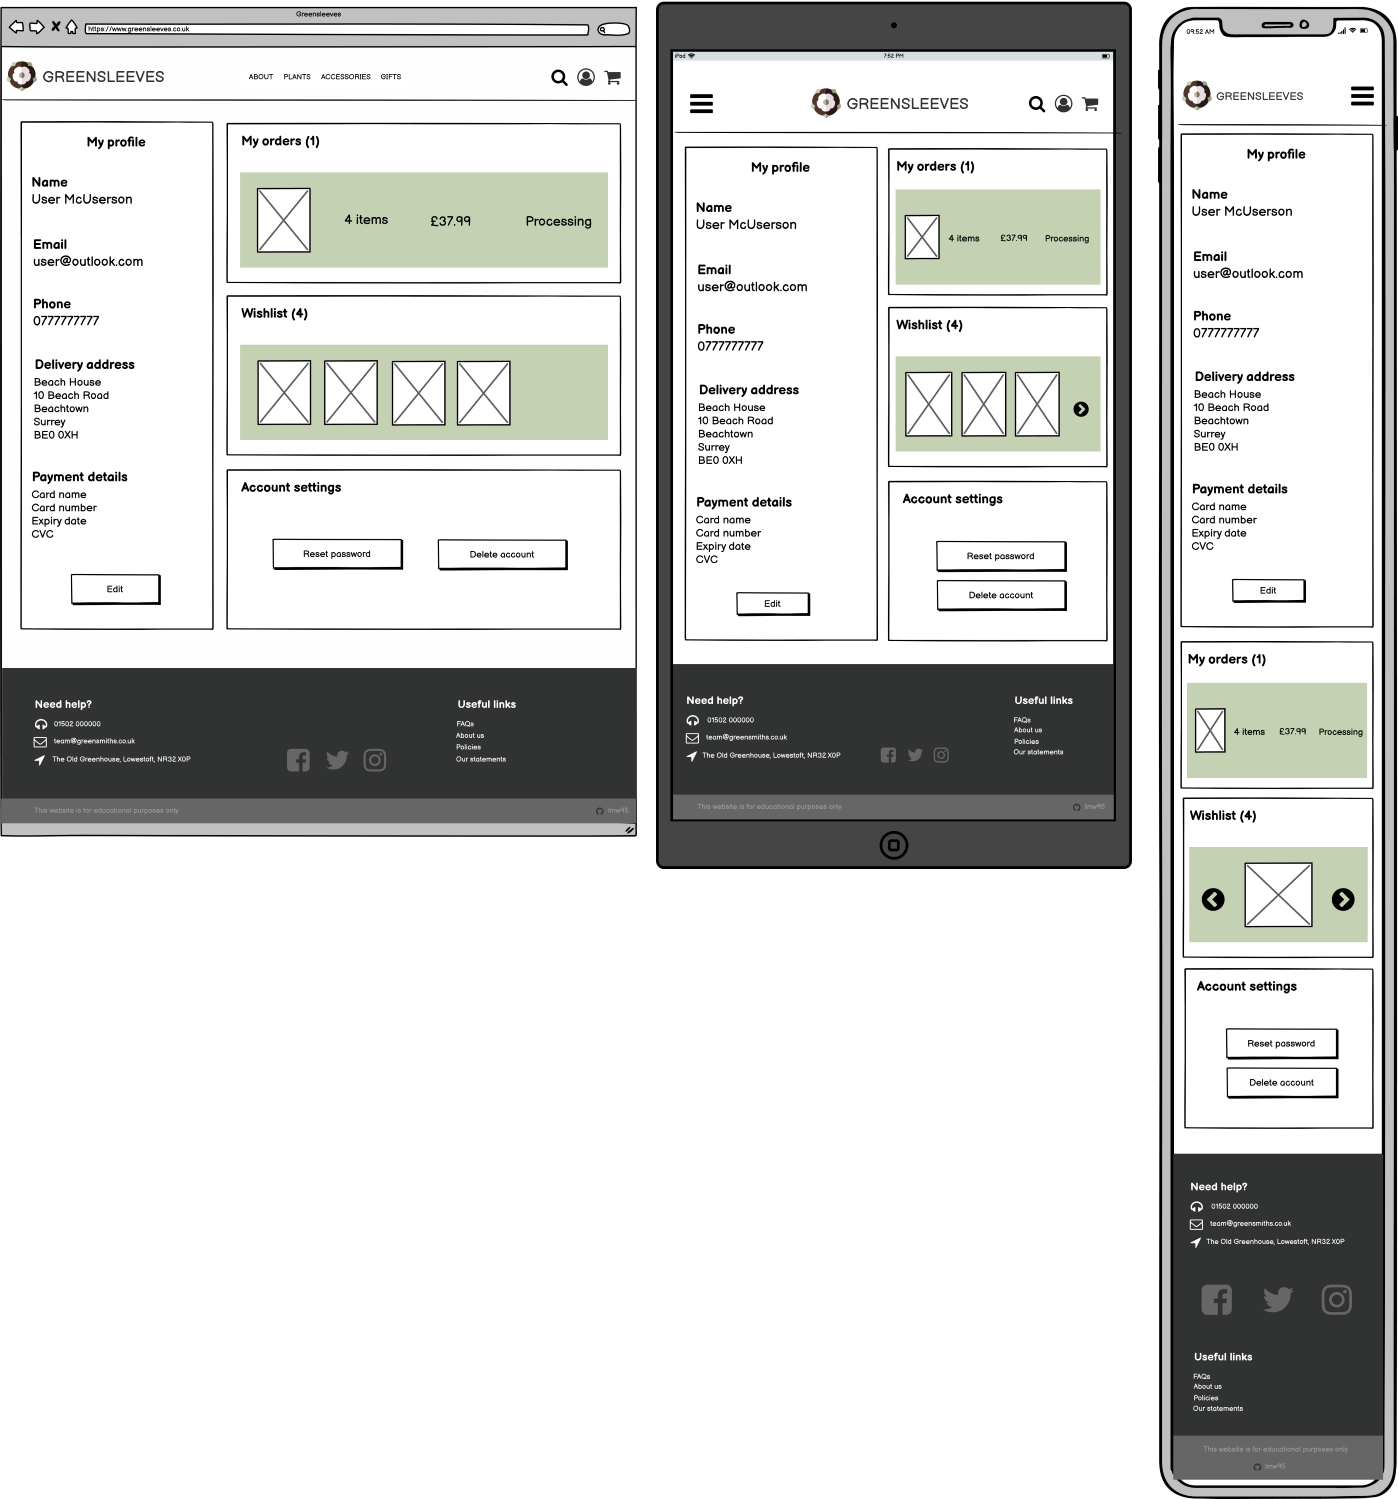 Greensleeves
https://www.greensleeves.co.uk
GREENSLEEVES
ABOUT PLANTS ACCESSORIES GIFTS
My profile
Name
User McUserson
Email
user@outlook.com
Phone
0777777777
Delivery address
Beach House
10 Beach Road
Beachtown
Surrey
BE0 0XH
Payment details
Card name
Card number
Expiry date
CVC
Edit
My orders (1)
4 items £37.99 Processing
Wishlist (4)
Account settings
Reset password Delete account
Need help?
01502 000000
team@greensmiths.co.uk
The Old Greenhouse, Lowestoft, NR32 X0P
Useful links
FAQs
About us
Policies
Our statements
This website is for educational purposes only
lmw95
iPod 7:52 PM
GREENSLEEVES
My profile
Name
User McUserson
Email
user@outlook.com
Phone
0777777777
Delivery address
Beach House
10 Beach Road
Beachtown
Surrey
BE0 0XH
Payment details
Card name
Card number
Expiry date
CVC
Edit
My orders (1)
4 items £37.99 Processing
Wishlist (4)
Account settings
Reset password
Delete account
Need help?
01502 000000
team@greensmiths.co.uk
The Old Greenhouse, Lowestoft, NR32 X0P
Useful links
FAQs
About us
Policies
Our statements
This website is for educational purposes only
lmw95
09:52 AM
GREENSLEEVES
My profile
Name
User McUserson
Email
user@outlook.com
Phone
0777777777
Delivery address
Beach House
10 Beach Road
Beachtown
Surrey
BE0 0XH
Payment details
Card name
Card number
Expiry date
CVC
Edit
My orders (1)
4 items £37.99 Processing
Wishlist (4)
Account settings
Reset password
Delete account
Need help?
01502 000000
team@greensmiths.co.uk
The Old Greenhouse, Lowestoft, NR32 X0P
Useful links
FAQs
About us
Policies
Our statements
This website is for educational purposes only
lmw95